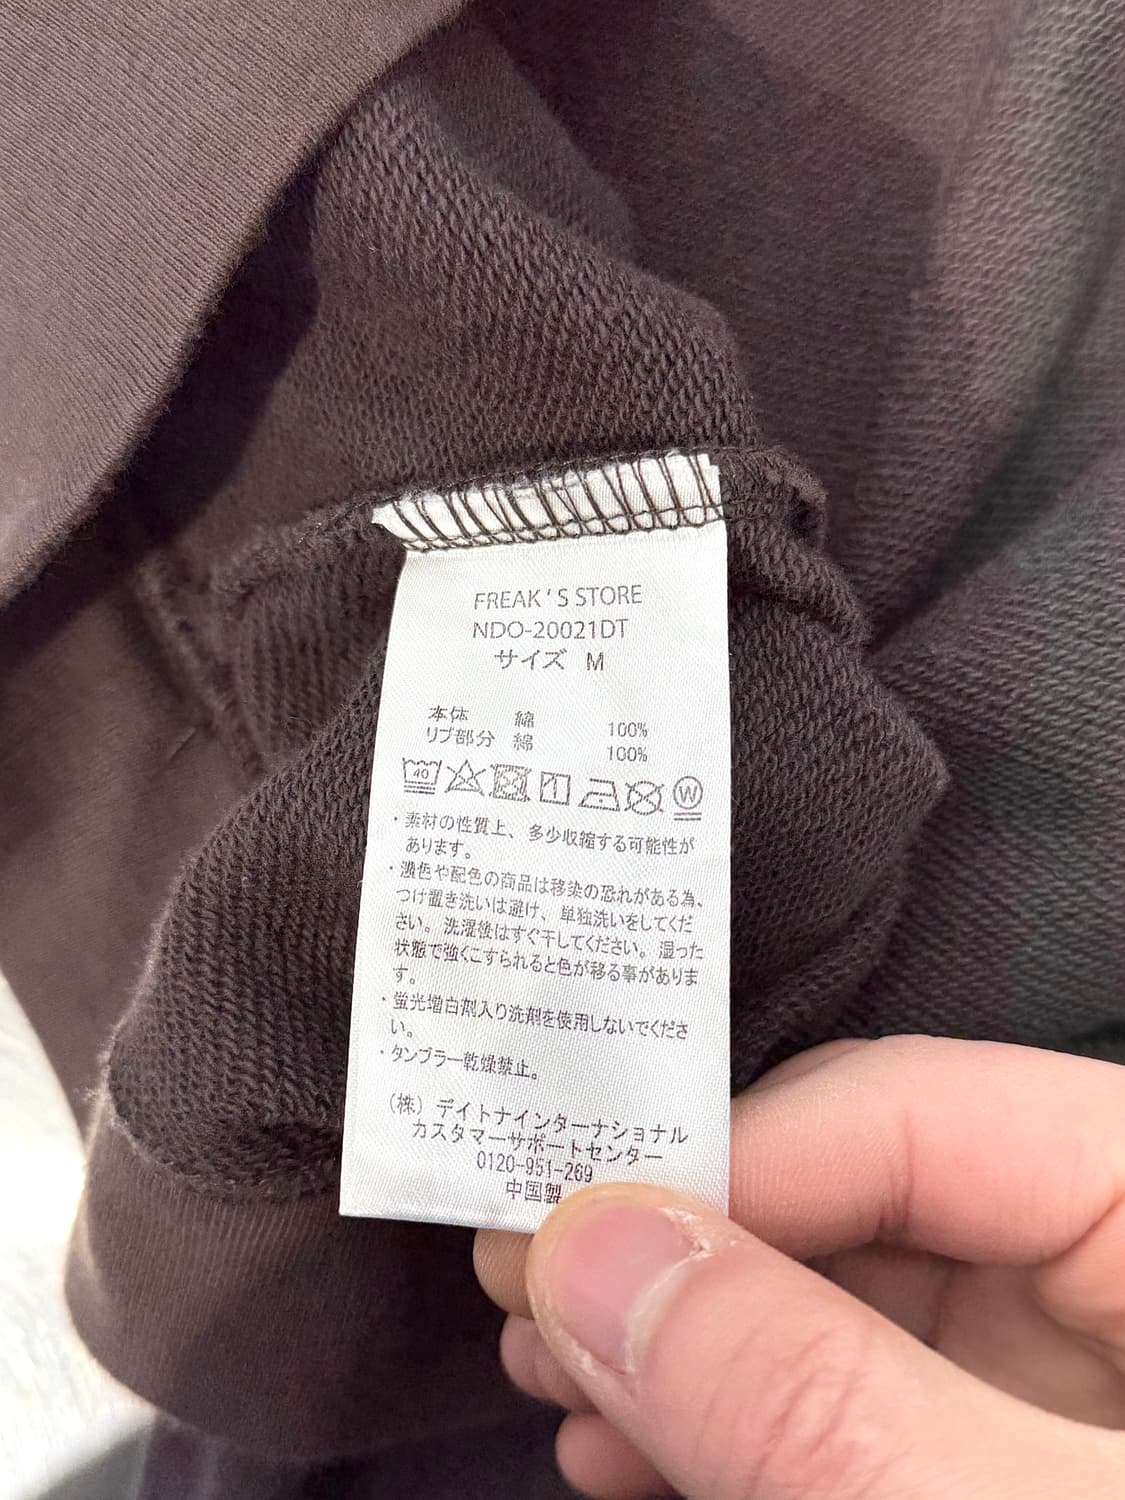 FREAK'S STORE
NDO-20021DT
サイズ M
本体 綿 100%
リブ部分 綿 100%
40
W
・素材の性質上、多少収縮する可能性が
あります。
・濃色や配色の商品は移染の恐れがある為、
つけ置き洗いは避け、単独洗いをしてくだ
さい。洗濯後はすぐ干してください。湿った
状態で強くこすられると色が移る事がありま
す。
・蛍光増白剤入り洗剤を使用しないでくださ
い。
・タンブラー乾燥禁止。
(株)デイトナインターナショナル
カスタマーサポートセンター
0120-951-269
中国製